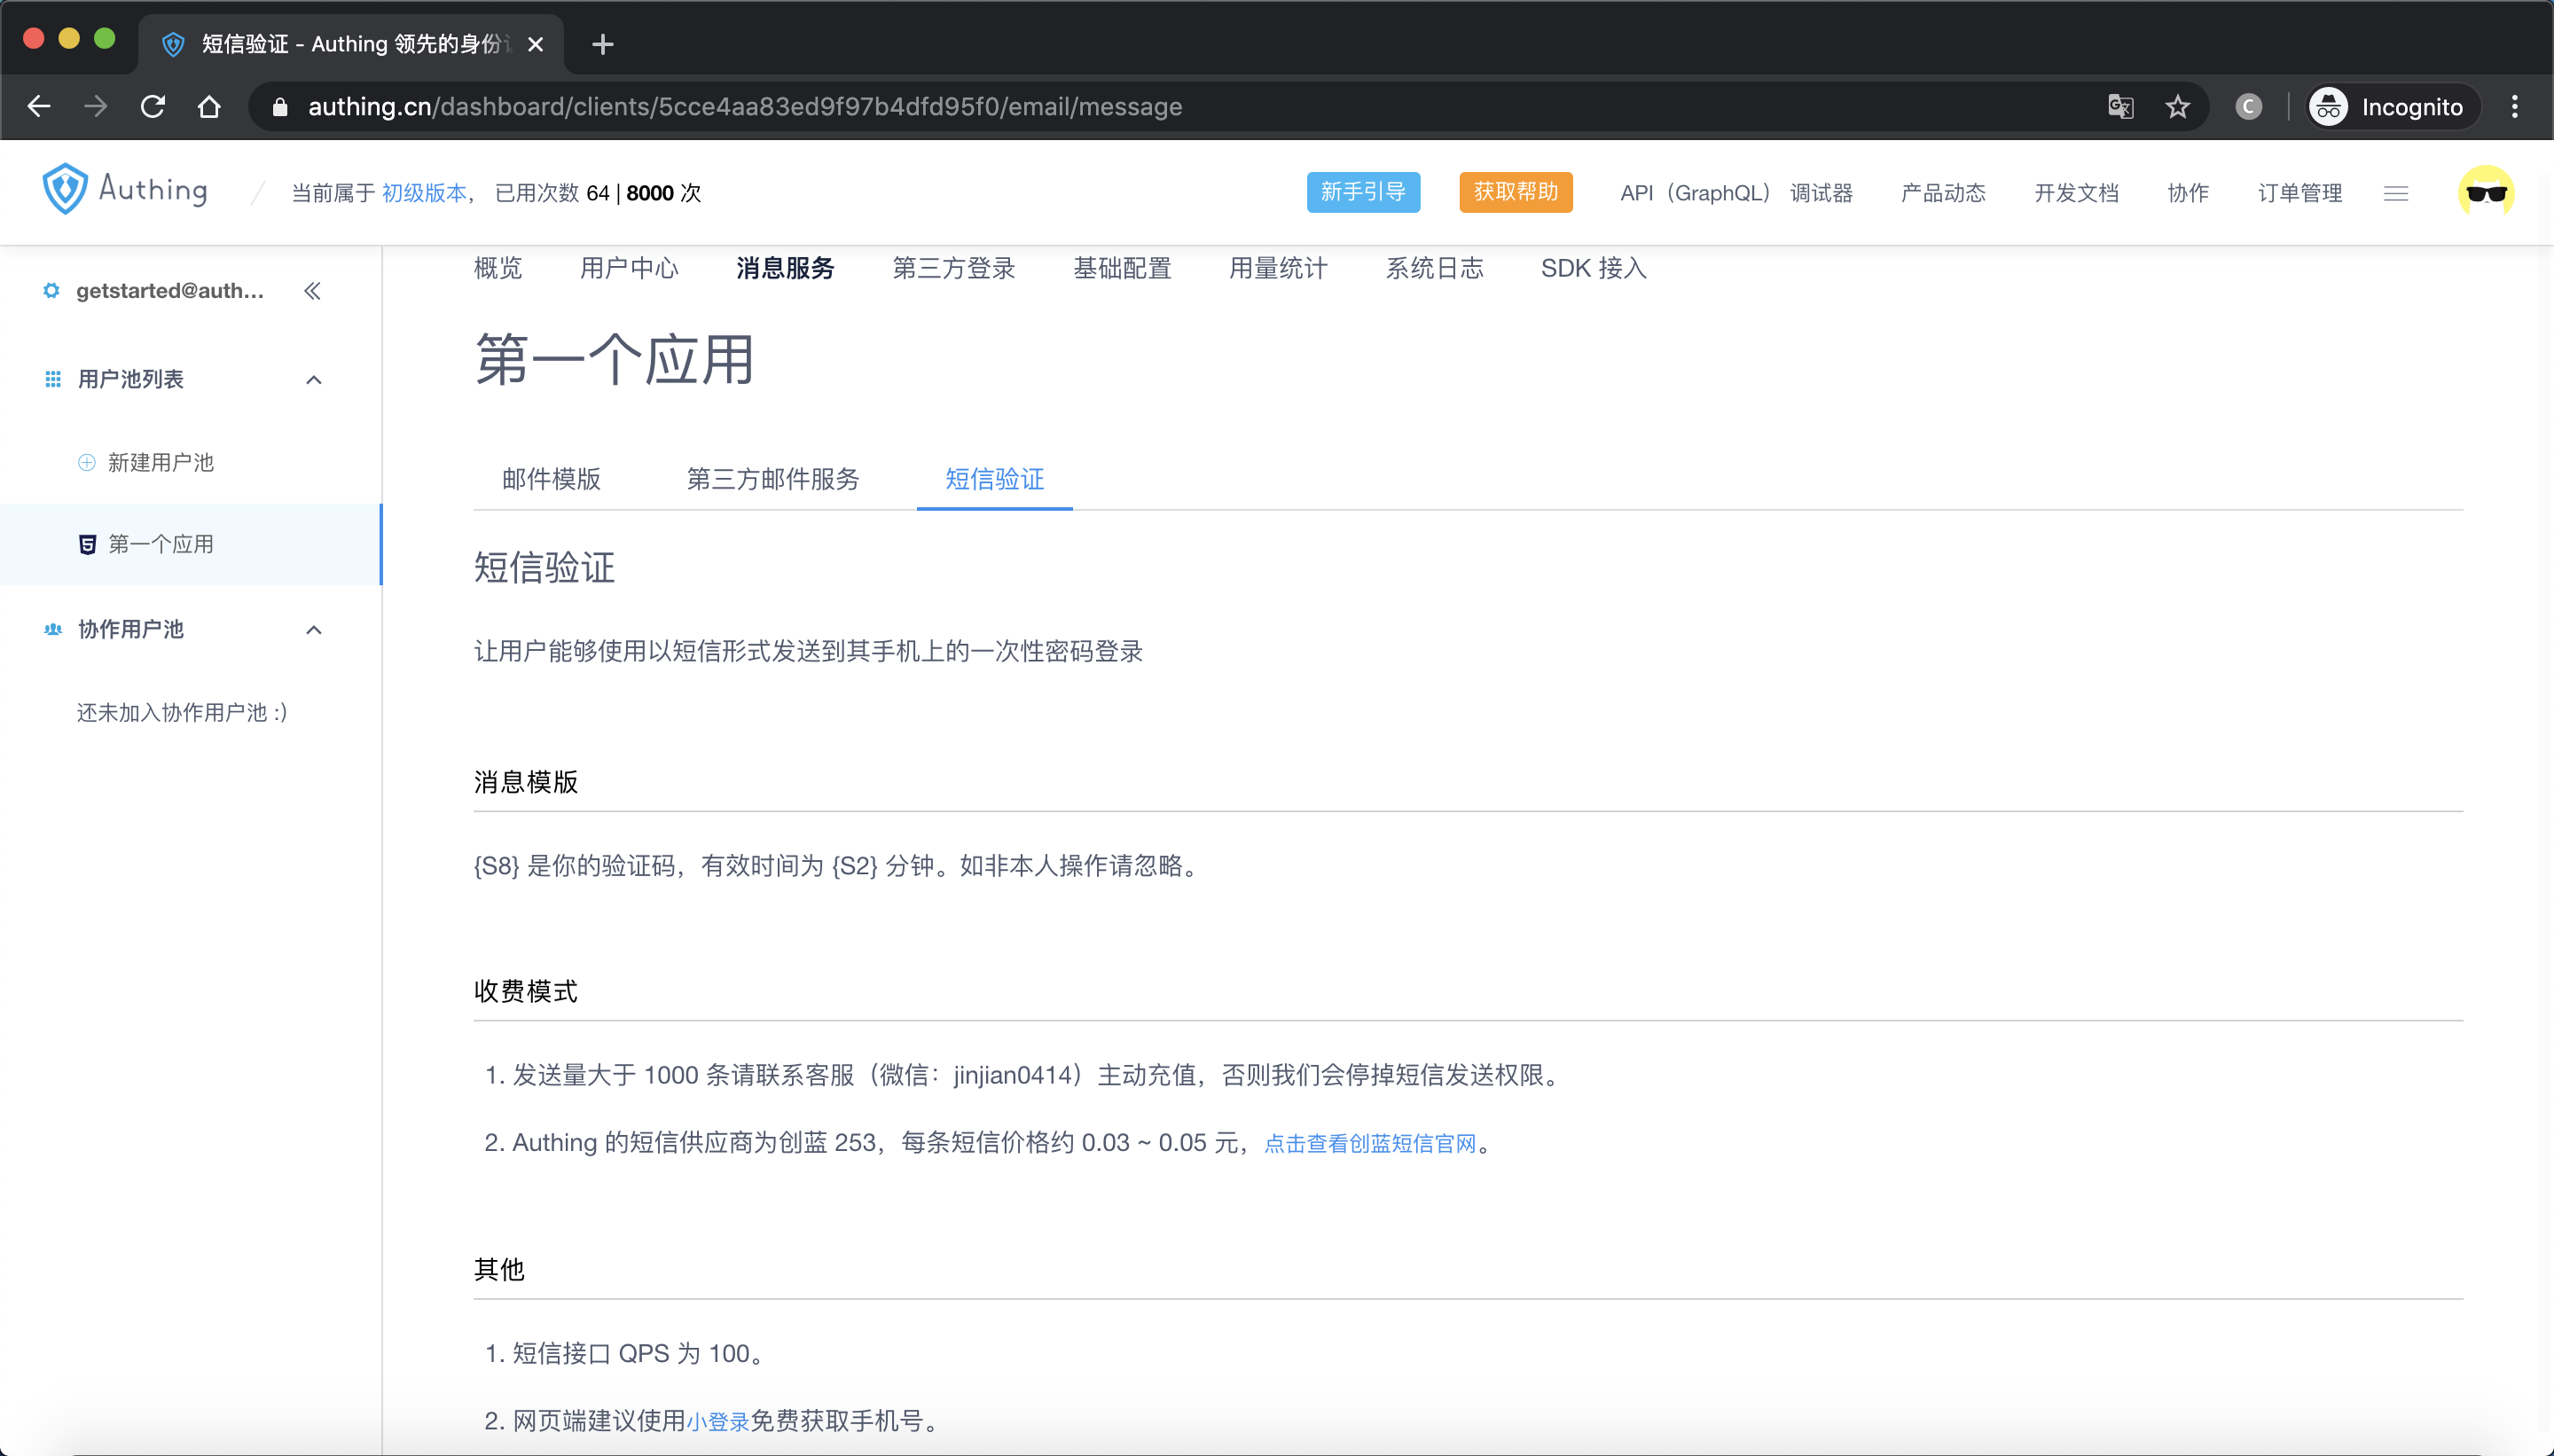 短信验证 - Authing 领先的身份
authing.cn/dashboard/clients/5cce4aa83ed9f97b4dfd95f0/email/message
Incognito
Authing
当前属于 初级版本， 已用次数 64 | 8000 次
新手引导
获取帮助
API（GraphQL） 调试器
产品动态
开发文档
协作
订单管理
getstarted@auth...
用户池列表
新建用户池
第一个应用
协作用户池
还未加入协作用户池 :)
概览
用户中心
消息服务
第三方登录
基础配置
用量统计
系统日志
SDK 接入
第一个应用
邮件模版
第三方邮件服务
短信验证
短信验证
让用户能够使用以短信形式发送到其手机上的一次性密码登录
消息模版
{S8} 是你的验证码，有效时间为 {S2} 分钟。如非本人操作请忽略。
收费模式
1. 发送量大于 1000 条请联系客服（微信：jinjian0414）主动充值，否则我们会停掉短信发送权限。
2. Authing 的短信供应商为创蓝 253，每条短信价格约 0.03 ~ 0.05 元，点击查看创蓝短信官网。
其他
1. 短信接口 QPS 为 100。
2. 网页端建议使用小登录免费获取手机号。